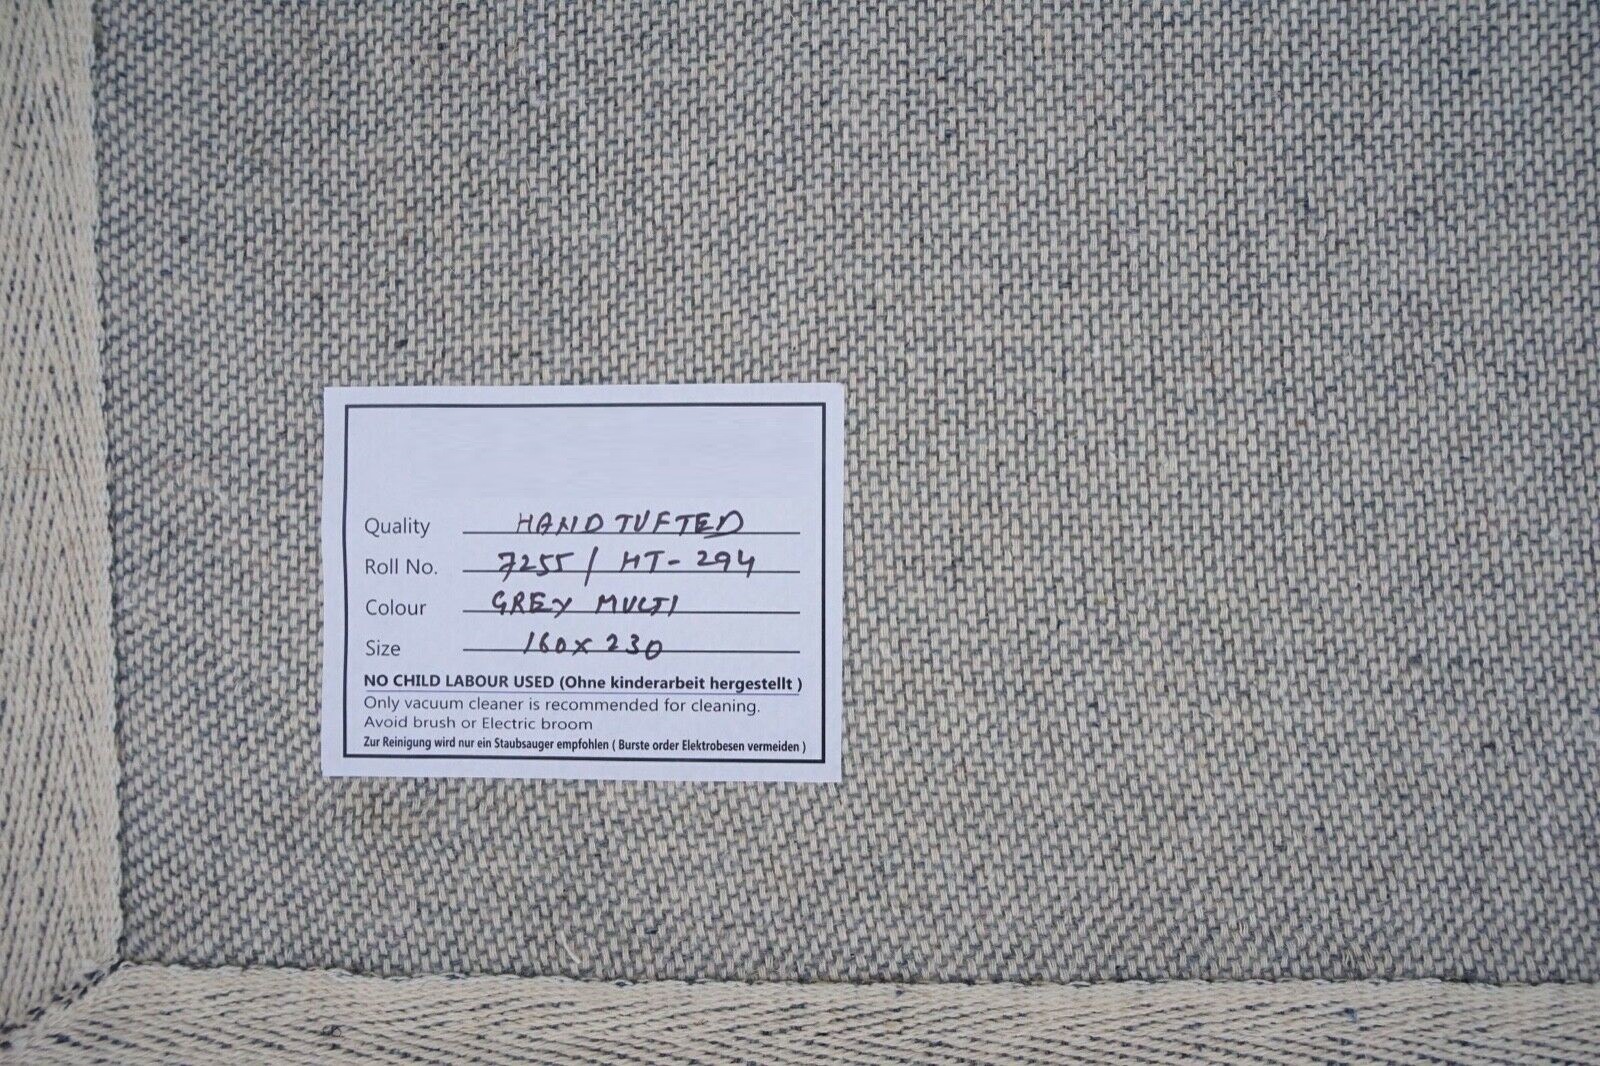 Quality HAND TUFTED
Roll No. 7255 / HT - 294
Colour GREY MULTI
Size 160 x 230
NO CHILD LABOUR USED (Ohne kinderarbeit hergestellt )
Only vacuum cleaner is recommended for cleaning.
Avoid brush or Electric broom
Zur Reinigung wird nur ein Staubsauger empfohlen ( Burste order Elektrobesen vermeiden )